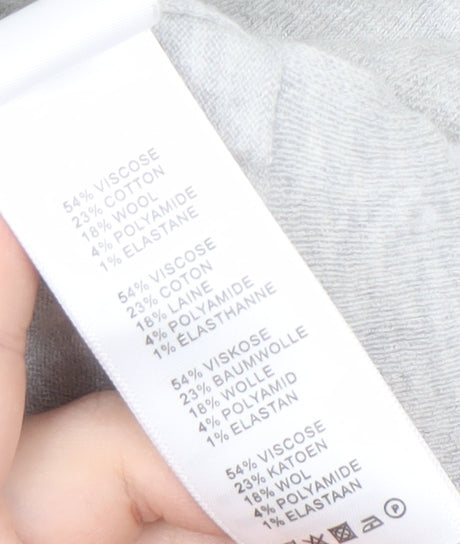 54% VISCOSE
23% COTTON
18% WOOL
4% POLYAMIDE
1% ELASTANE
54% VISCOSE
23% COTON
18% LAINE
4% POLYAMIDE
1% ÉLASTHANNE
54% VISKOSE
23% BAUMWOLLE
18% WOLLE
4% POLYAMID
1% ELASTAN
54% VISCOSE
23% KATOEN
18% WOL
4% POLYAMIDE
1% ELASTAAN
P